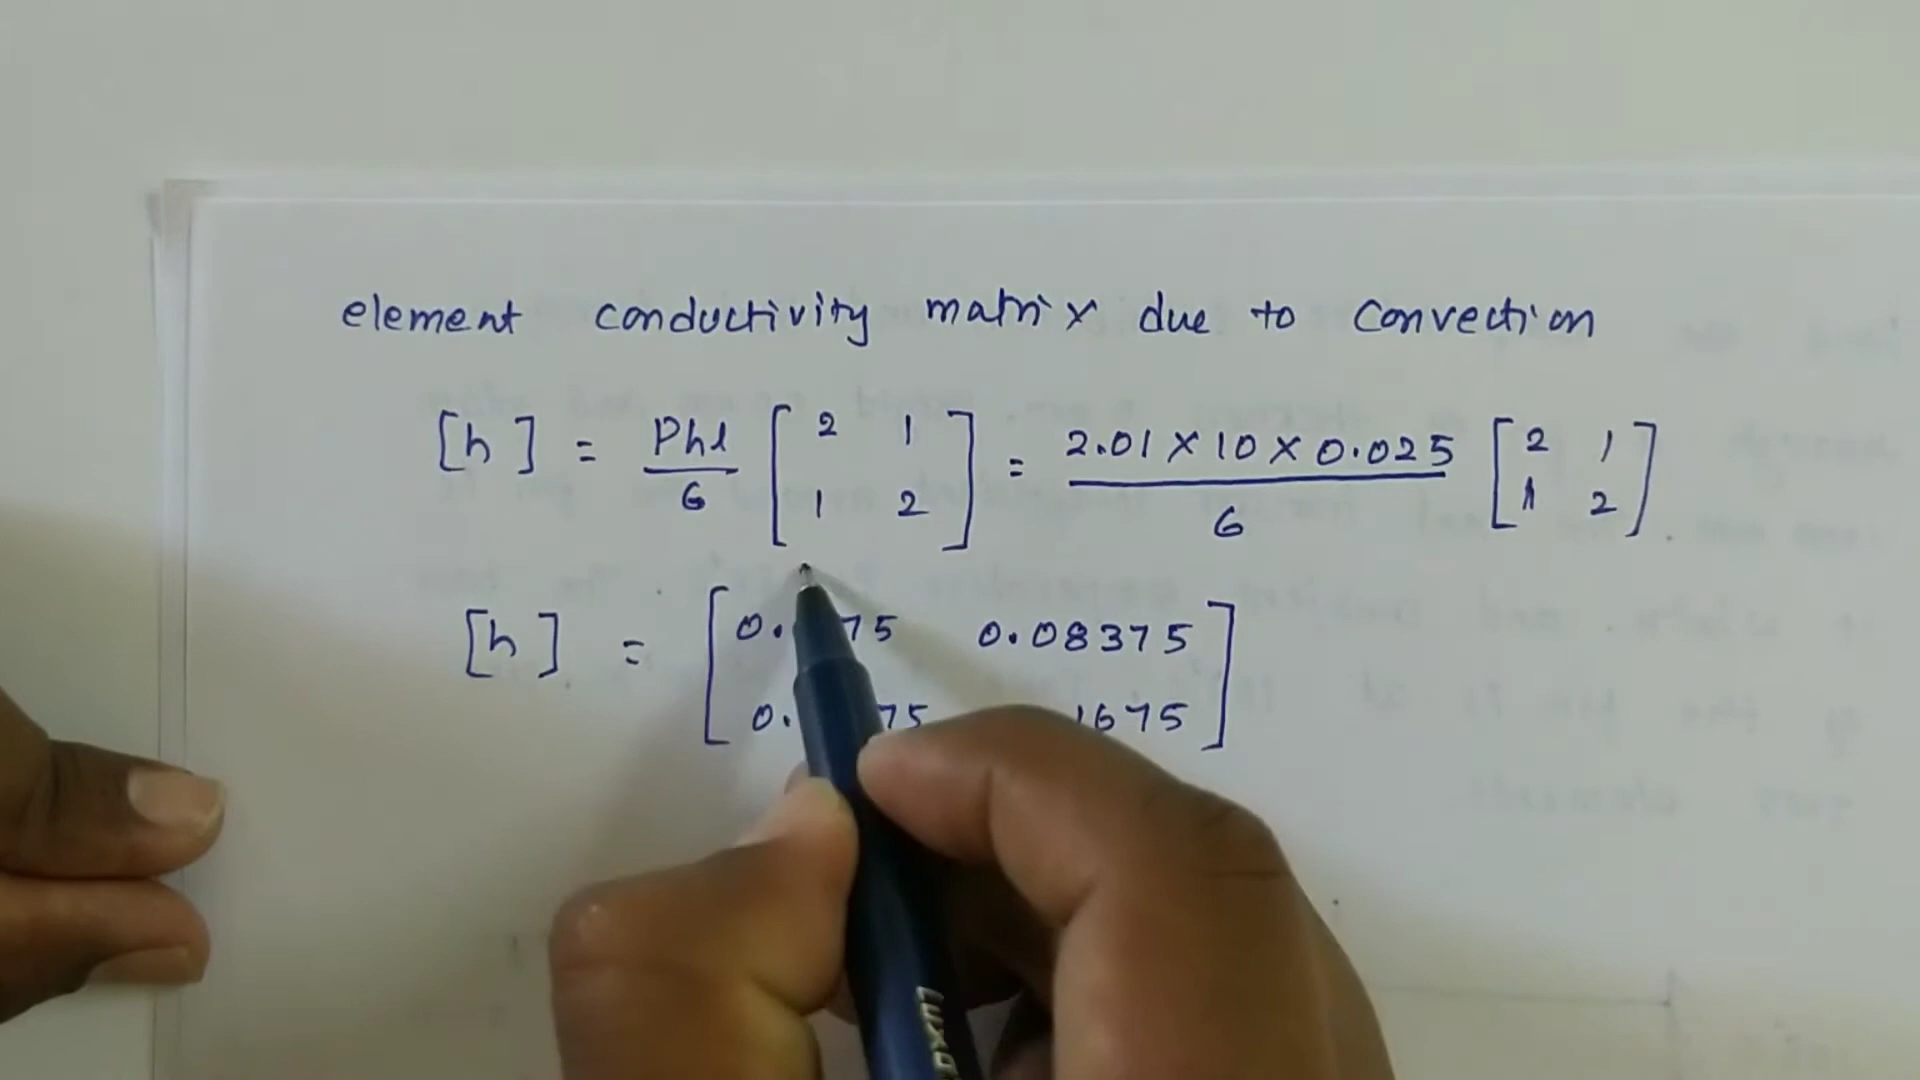 element conductivity matrix due to convection
[h] = Phl/6 [2 1; 1 2] = 2.01 × 10 × 0.025/6 [2 1; 1 2]
[h] = [0. 75 0.08375
0. 75 1675]